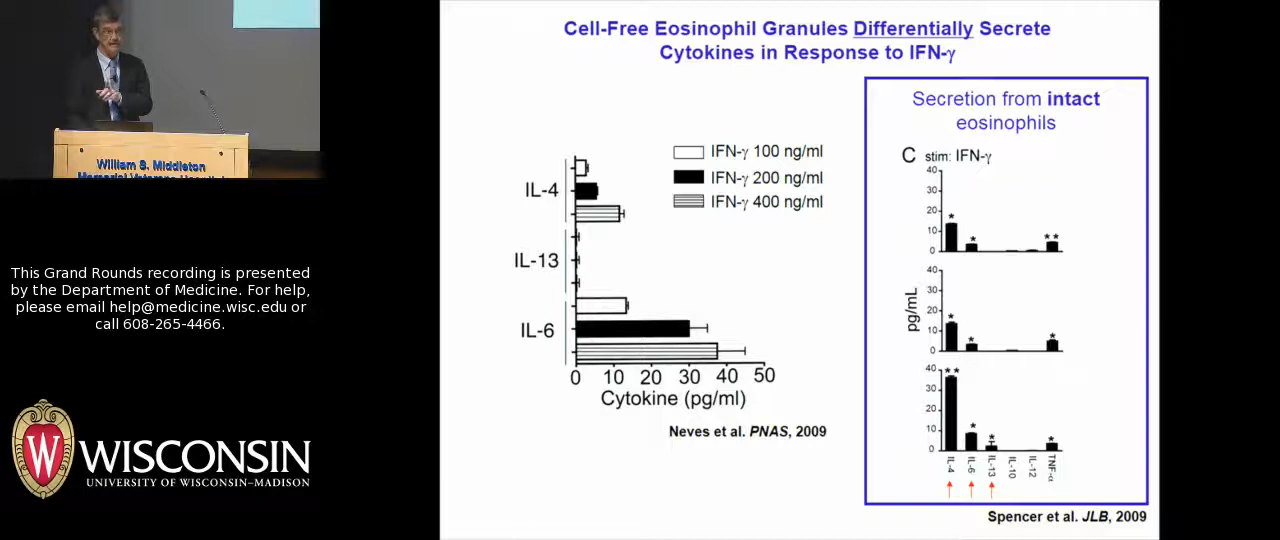 Cell-Free Eosinophil Granules Differentially Secrete
Cytokines in Response to IFN-γ
William S. Middleton
Memorial Veterans Hospital
This Grand Rounds recording is presented
by the Department of Medicine. For help,
please email help@medicine.wisc.edu or
call 608-265-4466.
WISCONSIN
UNIVERSITY OF WISCONSIN–MADISON
IFN-γ 100 ng/ml
IFN-γ 200 ng/ml
IFN-γ 400 ng/ml
IL-4
IL-13
IL-6
0 10 20 30 40 50
Cytokine (pg/ml)
Neves et al. PNAS, 2009
Secretion from intact
eosinophils
C stim: IFN-γ
40
30
20
10
0
* * **
40
30
20
10
0
* * *
40
30
20
10
0
** * * *
pg/mL
IL-4
IL-6
IL-13
IL-10
IL-12
TNF-α
Spencer et al. JLB, 2009